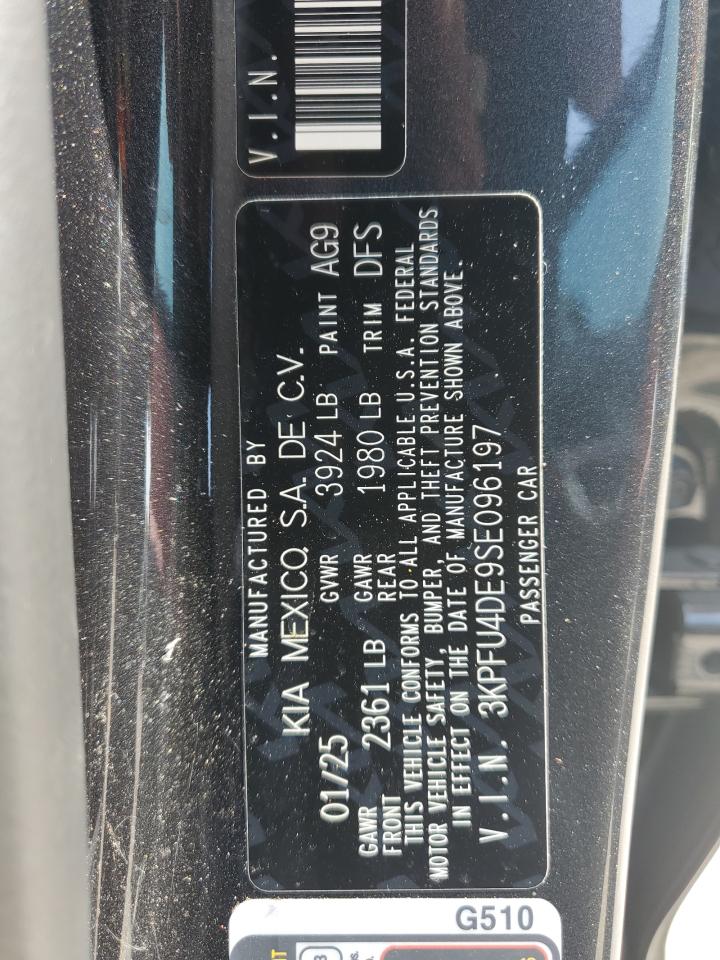 V.I.N.
MANUFACTURED BY
KIA MEXICO, S.A. DE C.V.
01/25 GVWR 3924 LB PAINT AG9
GAWR FRONT 2361 LB GAWR REAR 1980 LB TRIM DFS
THIS VEHICLE CONFORMS TO ALL APPLICABLE U.S.A. FEDERAL
MOTOR VEHICLE SAFETY, BUMPER, AND THEFT PREVENTION STANDARDS
IN EFFECT ON THE DATE OF MANUFACTURE SHOWN ABOVE.
V.I.N. 3KPFU4DE9SE096197
PASSENGER CAR
G510